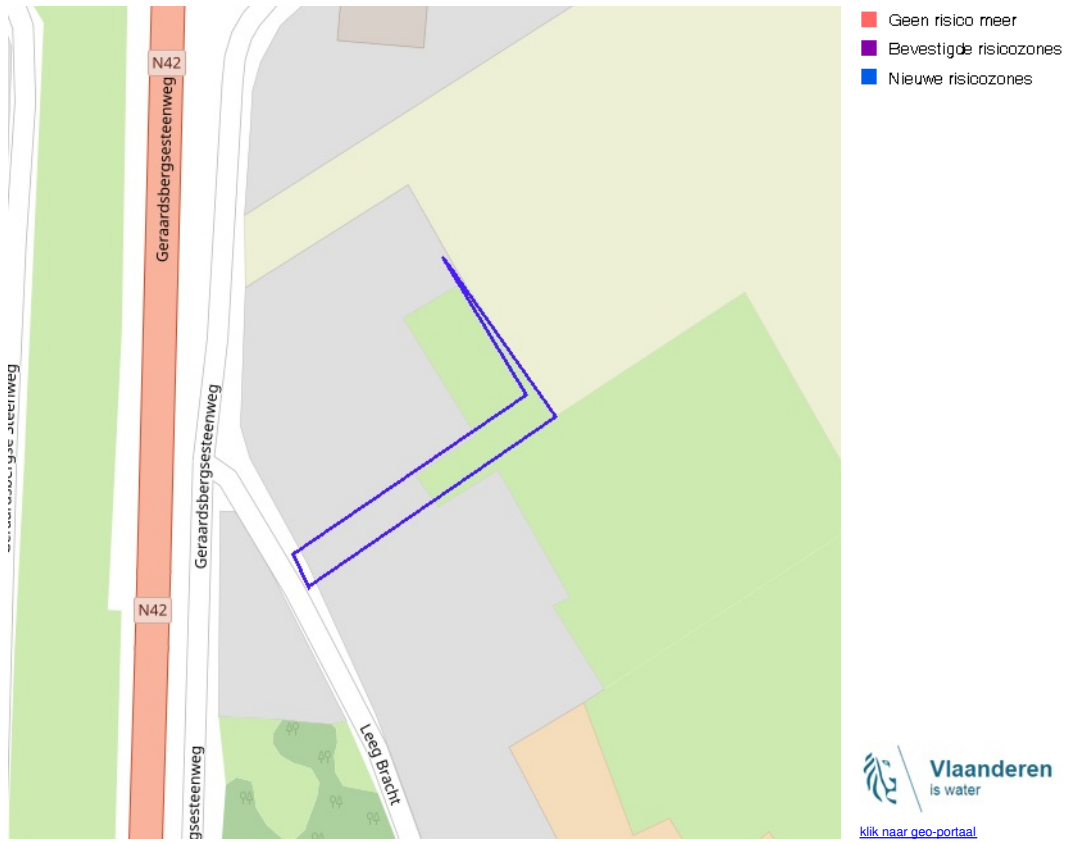 Geen risico meer
Bevestigde risicozones
Nieuwe risicozones
N42
Geraardsbergsesteenweg
Geraardsbergsesteenweg
N42
Leeg Bracht
gsesteenweg
Vlaanderen
is water
klik naar geo-portaal